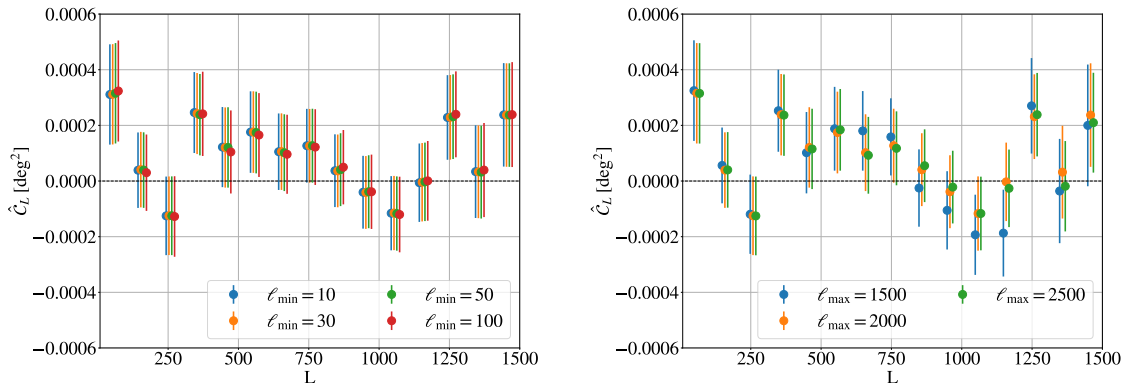 0.0006
0.0004
0.0002
0.0000
−0.0002
−0.0004
−0.0006
Ĉ_L [deg²]
250 500 750 1000 1250 1500
L
ℓ_min = 10
ℓ_min = 30
ℓ_min = 50
ℓ_min = 100
0.0006
0.0004
0.0002
0.0000
−0.0002
−0.0004
−0.0006
Ĉ_L [deg²]
250 500 750 1000 1250 1500
L
ℓ_max = 1500
ℓ_max = 2000
ℓ_max = 2500